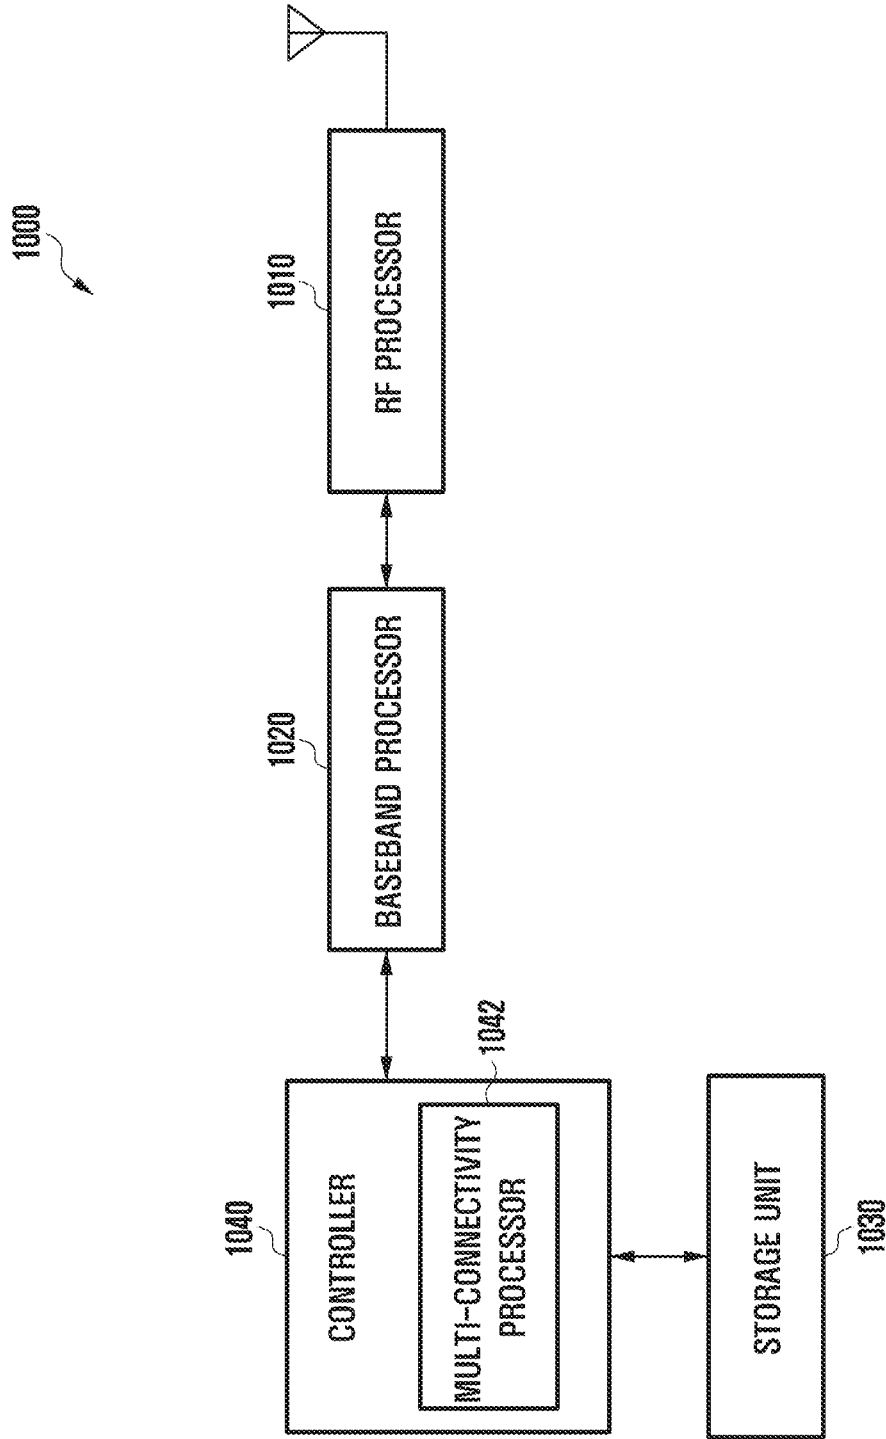 1000
1010
RF PROCESSOR
1020
BASEBAND PROCESSOR
1040
CONTROLLER
1042
MULTI-CONNECTIVITY
PROCESSOR
STORAGE UNIT
1030